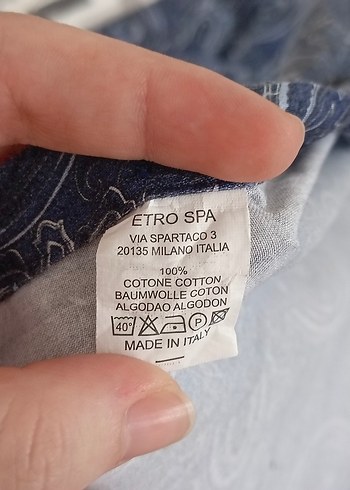 ETRO SPA
VIA SPARTACO 3
20135 MILANO ITALIA
100%
COTONE COTTON
BAUMWOLLE COTON
ALGODAO ALGODON
40° P
MADE IN ITALY